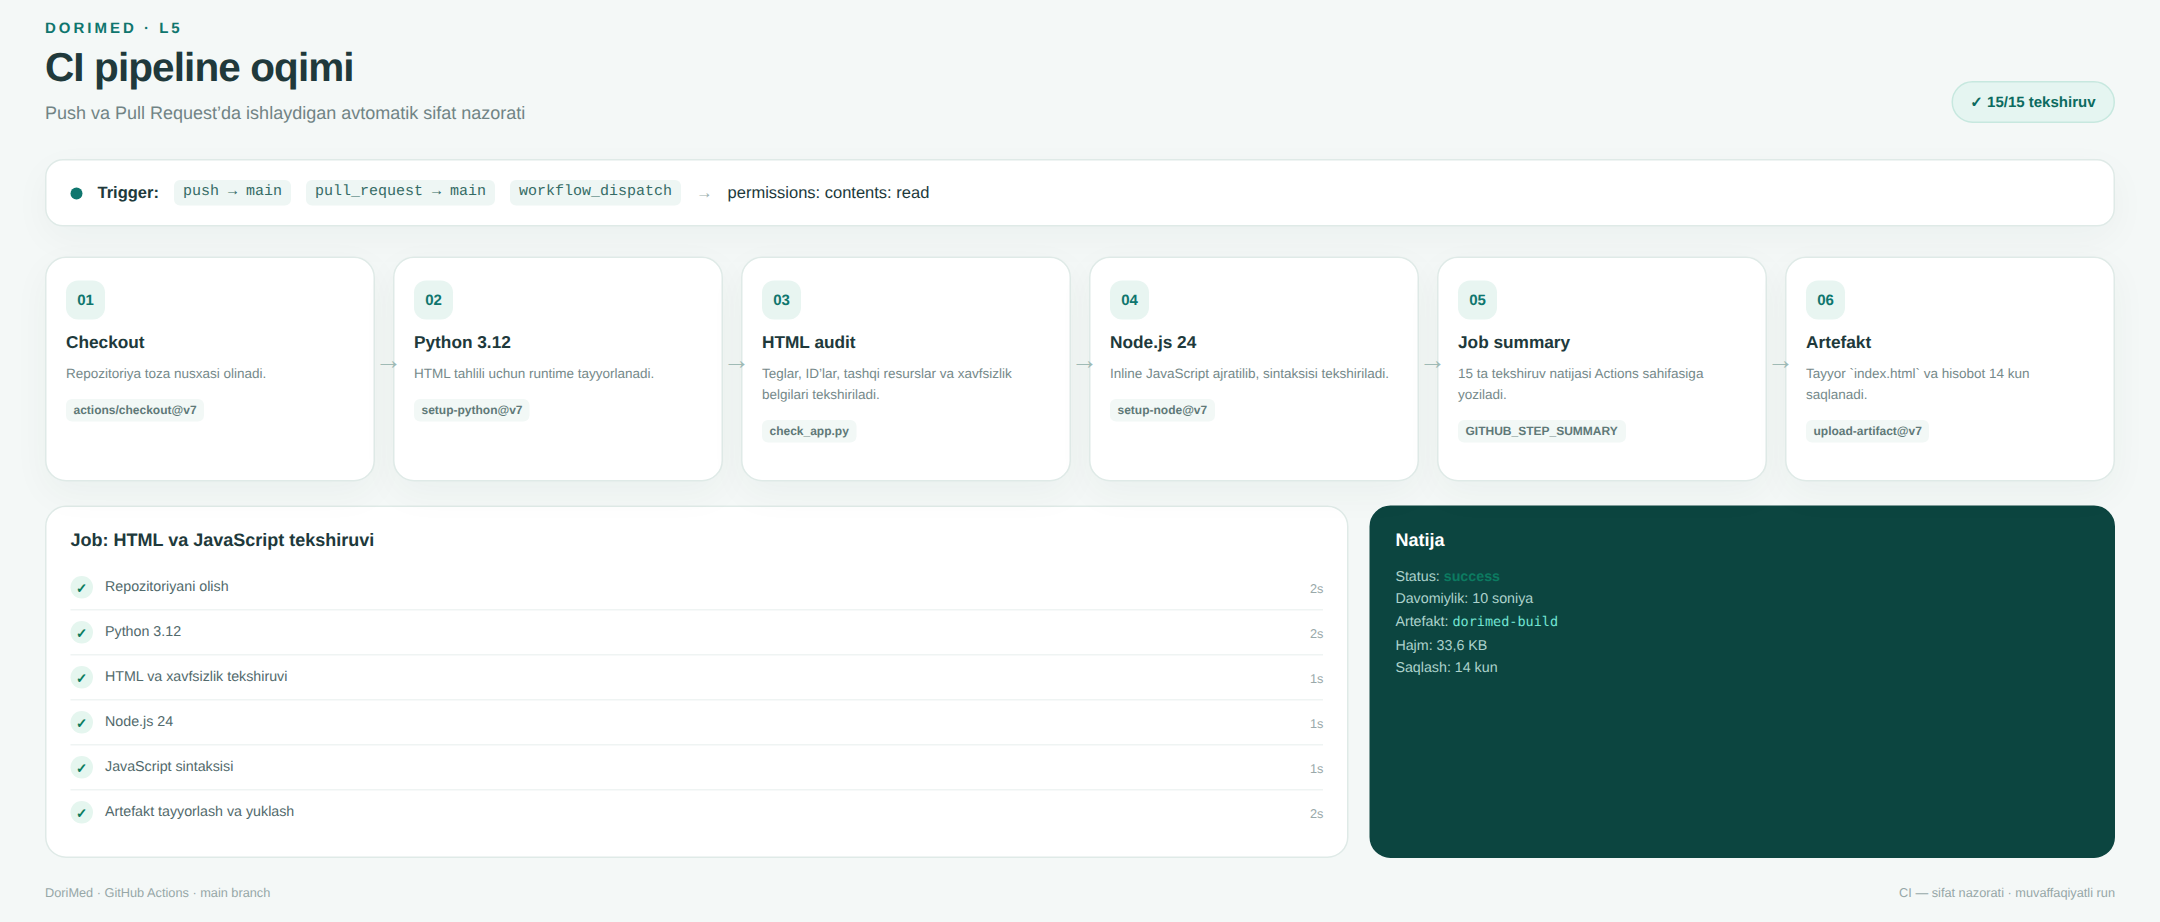 DORIMED · L5
CI pipeline oqimi
Push va Pull Request’da ishlaydigan avtomatik sifat nazorati
✓ 15/15 tekshiruv
Trigger: push → main pull_request → main workflow_dispatch → permissions: contents: read
01
Checkout
Repozitoriya toza nusxasi olinadi.
actions/checkout@v7
→
02
Python 3.12
HTML tahlili uchun runtime tayyorlanadi.
setup-python@v7
→
03
HTML audit
Teglar, ID’lar, tashqi resurslar va xavfsizlik
belgilari tekshiriladi.
check_app.py
→
04
Node.js 24
Inline JavaScript ajratilib, sintaksisi tekshiriladi.
setup-node@v7
→
05
Job summary
15 ta tekshiruv natijasi Actions sahifasiga
yoziladi.
GITHUB_STEP_SUMMARY
→
06
Artefakt
Tayyor `index.html` va hisobot 14 kun
saqlanadi.
upload-artifact@v7
Job: HTML va JavaScript tekshiruvi
✓ Repozitoriyani olish 2s
✓ Python 3.12 2s
✓ HTML va xavfsizlik tekshiruvi 1s
✓ Node.js 24 1s
✓ JavaScript sintaksisi 1s
✓ Artefakt tayyorlash va yuklash 2s
Natija
Status: success
Davomiylik: 10 soniya
Artefakt: dorimed-build
Hajm: 33,6 KB
Saqlash: 14 kun
DoriMed · GitHub Actions · main branch
CI — sifat nazorati · muvaffaqiyatli run